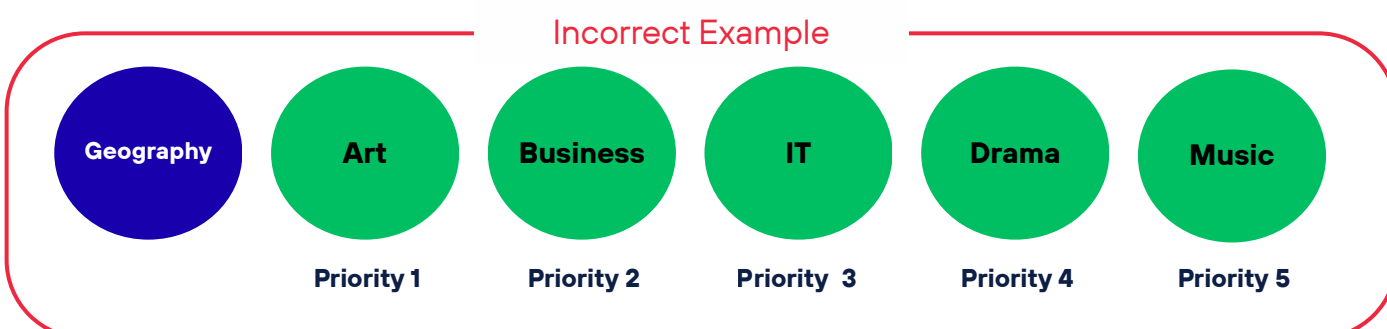 Incorrect Example
Geography Art Business IT Drama Music
Priority 1 Priority 2 Priority 3 Priority 4 Priority 5